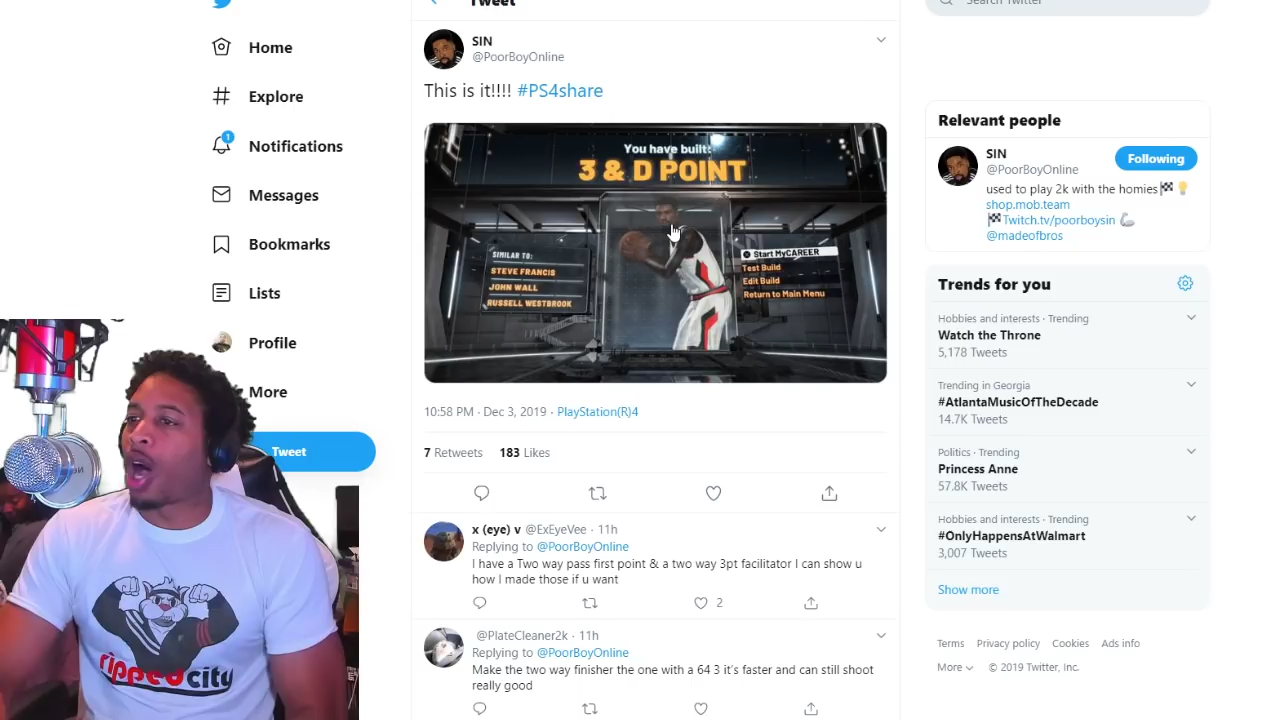 Tweet
Search Twitter
Home
Explore
1
Notifications
Messages
Bookmarks
Lists
Profile
More
Tweet
SIN
@PoorBoyOnline
This is it!!!! #PS4share
You have built:
3 & D POINT
SIMILAR TO:
STEVE FRANCIS
JOHN WALL
RUSSELL WESTBROOK
Start MyCAREER
Test Build
Edit Build
Return to Main Menu
10:58 PM · Dec 3, 2019 · PlayStation(R)4
7 Retweets 183 Likes
x (eye) v @ExEyeVee · 11h
Replying to @PoorBoyOnline
I have a Two way pass first point & a two way 3pt facilitator I can show u
how I made those if u want
2
@PlateCleaner2k · 11h
Replying to @PoorBoyOnline
Make the two way finisher the one with a 64 3 it's faster and can still shoot
really good
Relevant people
SIN
@PoorBoyOnline
Following
used to play 2k with the homies
shop.mob.team
Twitch.tv/poorboysin
@madeofbros
Trends for you
Hobbies and interests · Trending
Watch the Throne
5,178 Tweets
Trending in Georgia
#AtlantaMusicOfTheDecade
14.7K Tweets
Politics · Trending
Princess Anne
57.8K Tweets
Hobbies and interests · Trending
#OnlyHappensAtWalmart
3,007 Tweets
Show more
Terms Privacy policy Cookies Ads info
More © 2019 Twitter, Inc.
ripped city